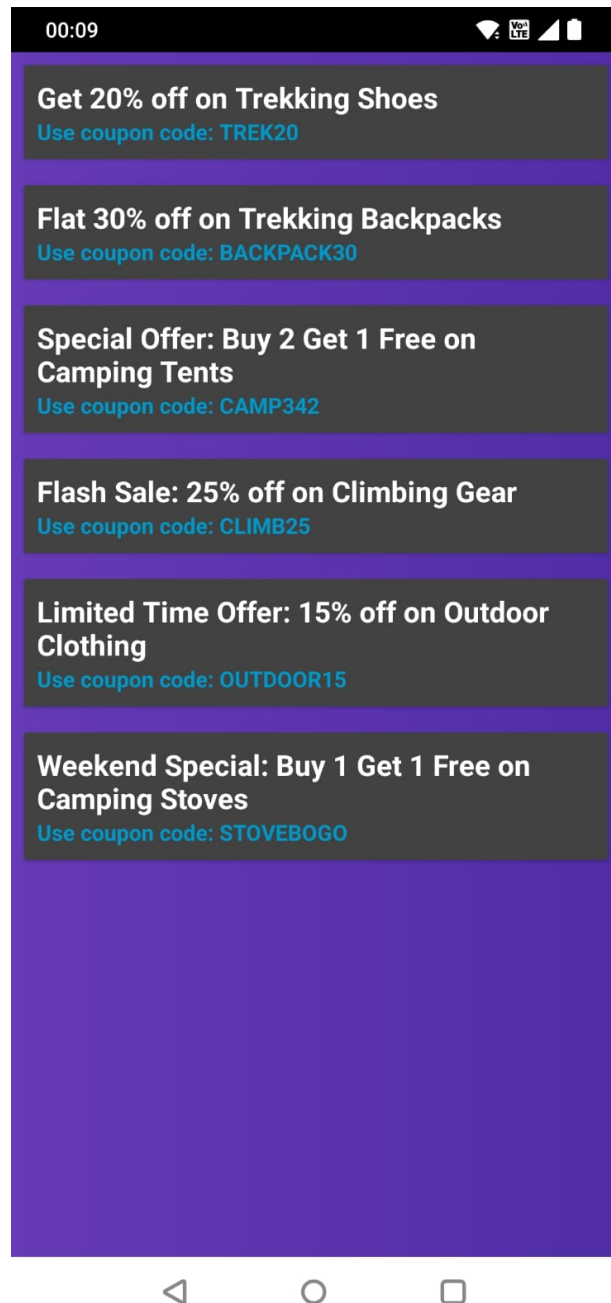 00:09
Vo)) LTE
Get 20% off on Trekking Shoes
Use coupon code: TREK20
Flat 30% off on Trekking Backpacks
Use coupon code: BACKPACK30
Special Offer: Buy 2 Get 1 Free on
Camping Tents
Use coupon code: CAMP342
Flash Sale: 25% off on Climbing Gear
Use coupon code: CLIMB25
Limited Time Offer: 15% off on Outdoor
Clothing
Use coupon code: OUTDOOR15
Weekend Special: Buy 1 Get 1 Free on
Camping Stoves
Use coupon code: STOVEBOGO